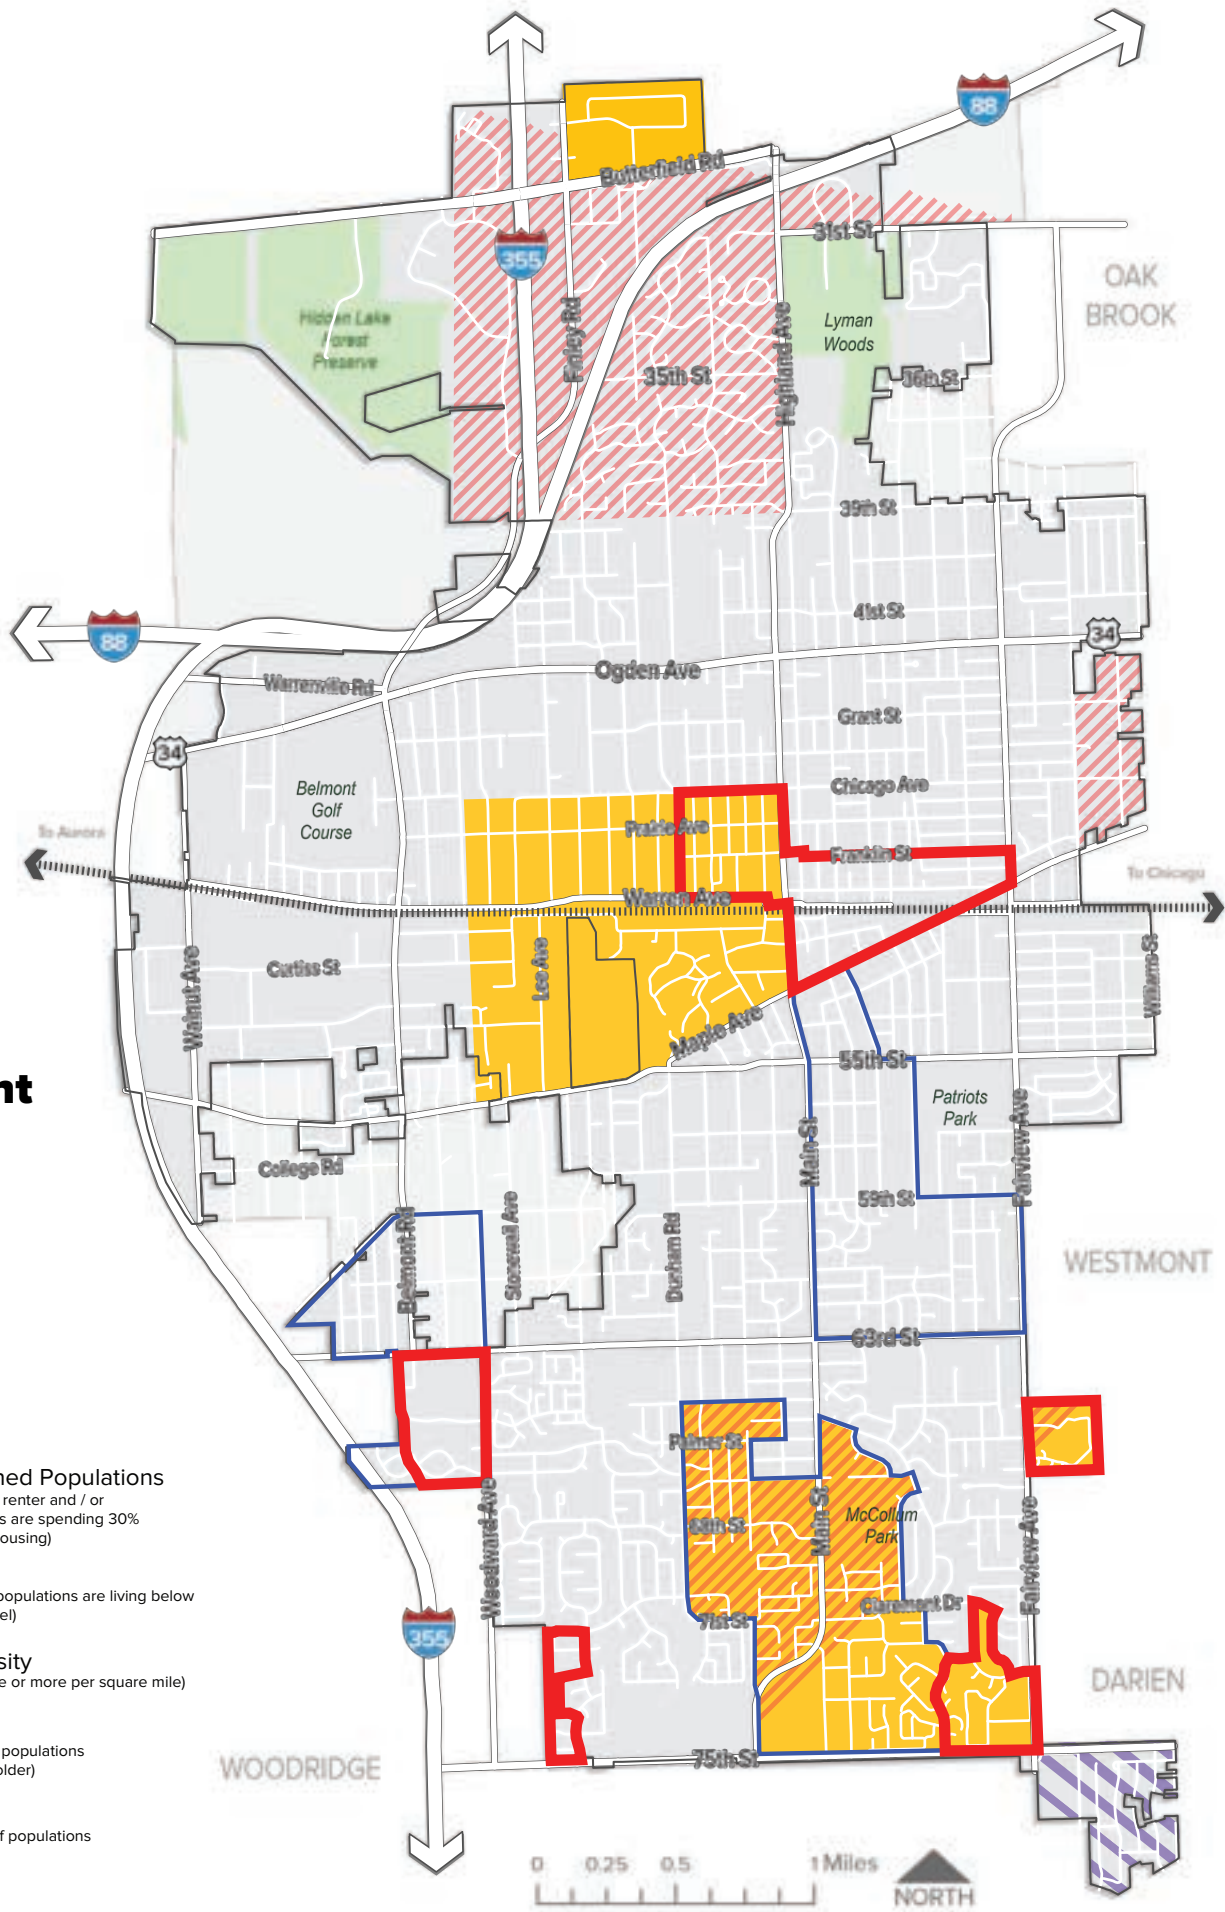 88
Butterfield Rd
31st St
355
OAK
BROOK
Hidden Lake
Forest
Preserve
Finley Rd
Highland Ave
Lyman
Woods
35th St
36th St
39th St
41st St
88
34
Ogden Ave
Warrenville Rd
Grant St
34
Chicago Ave
Belmont
Golf
Course
Prairie Ave
To Aurora
Franklin St
To Chicago
Warren Ave
Walnut Ave
Curtiss St
Lee Ave
Williams St
Maple Ave
55th St
nt
Patriots
Park
Main St
Fairview Ave
College Rd
59th St
Belmont Rd
Stonewall Ave
Dunham Rd
WESTMONT
63rd St
Palmer St
ned Populations
renter and / or
s are spending 30%
ousing)
Woodward Ave
68th St
Main St
McCollum
Park
Fairview Ave
populations are living below
el)
Claremont Dr
71st St
355
sity
e or more per square mile)
DARIEN
populations
older)
WOODRIDGE
75th St
f populations
0 0.25 0.5 1 Miles
NORTH